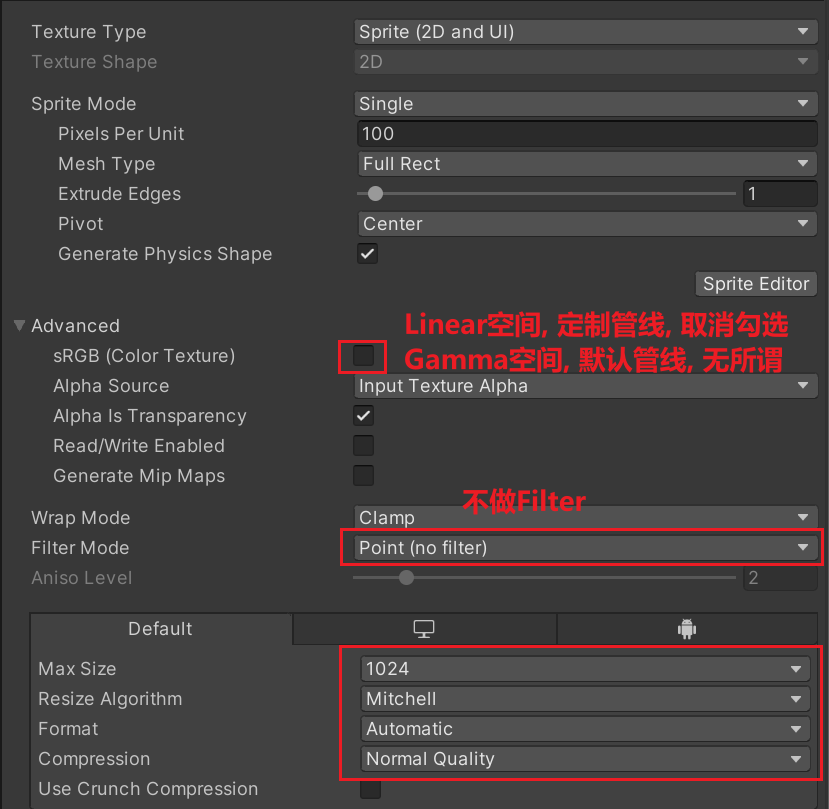 Texture Type Sprite (2D and UI)
Texture Shape 2D
Sprite Mode Single
Pixels Per Unit 100
Mesh Type Full Rect
Extrude Edges 1
Pivot Center
Generate Physics Shape
Sprite Editor
Advanced
Linear空间, 定制管线, 取消勾选
sRGB (Color Texture)
Gamma空间, 默认管线, 无所谓
Alpha Source Input Texture Alpha
Alpha Is Transparency
Read/Write Enabled
Generate Mip Maps
不做Filter
Wrap Mode Clamp
Filter Mode Point (no filter)
Aniso Level 2
Default
Max Size 1024
Resize Algorithm Mitchell
Format Automatic
Compression Normal Quality
Use Crunch Compression